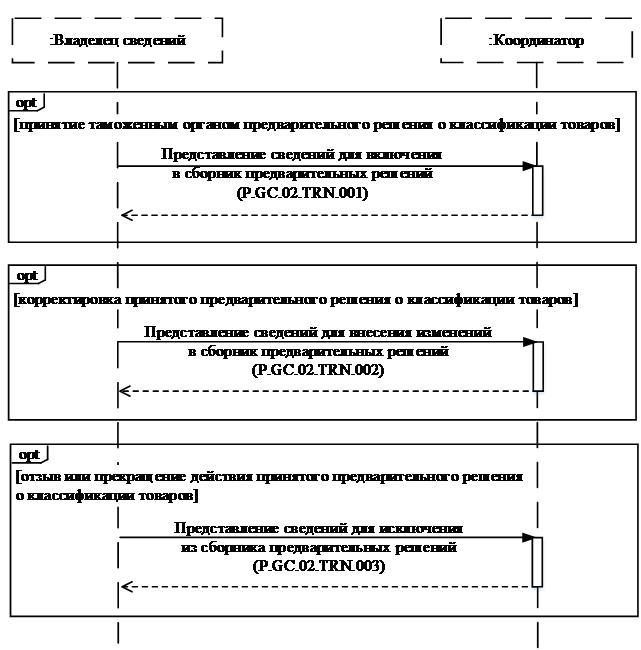 :Владелец сведений
:Координатор
opt
[принятие таможенным органом предварительного решения о классификации товаров]
Представление сведений для включения
в сборник предварительных решений
(P.GC.02.TRN.001)
opt
[корректировка принятого предварительного решения о классификации товаров]
Представление сведений для внесения изменений
в сборник предварительных решений
(P.GC.02.TRN.002)
opt
[отзыв или прекращение действия принятого предварительного решения
о классификации товаров]
Представление сведений для исключения
из сборника предварительных решений
(P.GC.02.TRN.003)